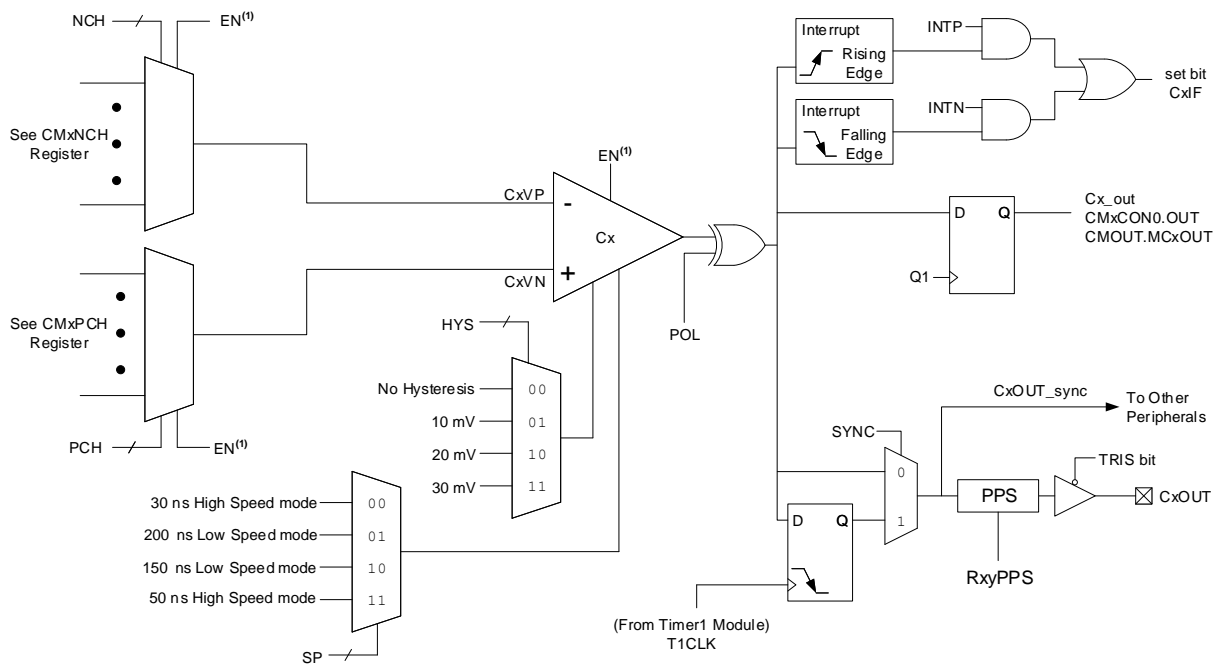 NCH
EN(1)
See CMxNCH
Register
CxVP
-
EN(1)
Cx
CxVN
+
See CMxPCH
Register
PCH
EN(1)
HYS
No Hysteresis
00
10 mV
01
20 mV
10
30 mV
11
30 ns High Speed mode
00
200 ns Low Speed mode
01
150 ns Low Speed mode
10
50 ns High Speed mode
11
SP
POL
Interrupt
Rising
Edge
INTP
Interrupt
Falling
Edge
INTN
set bit
CxIF
D
Q
Q1
Cx_out
CMxCON0.OUT
CMOUT.MCxOUT
CxOUT_sync
To Other
Peripherals
SYNC
0
1
PPS
RxyPPS
TRIS bit
CxOUT
D
Q
(From Timer1 Module)
T1CLK